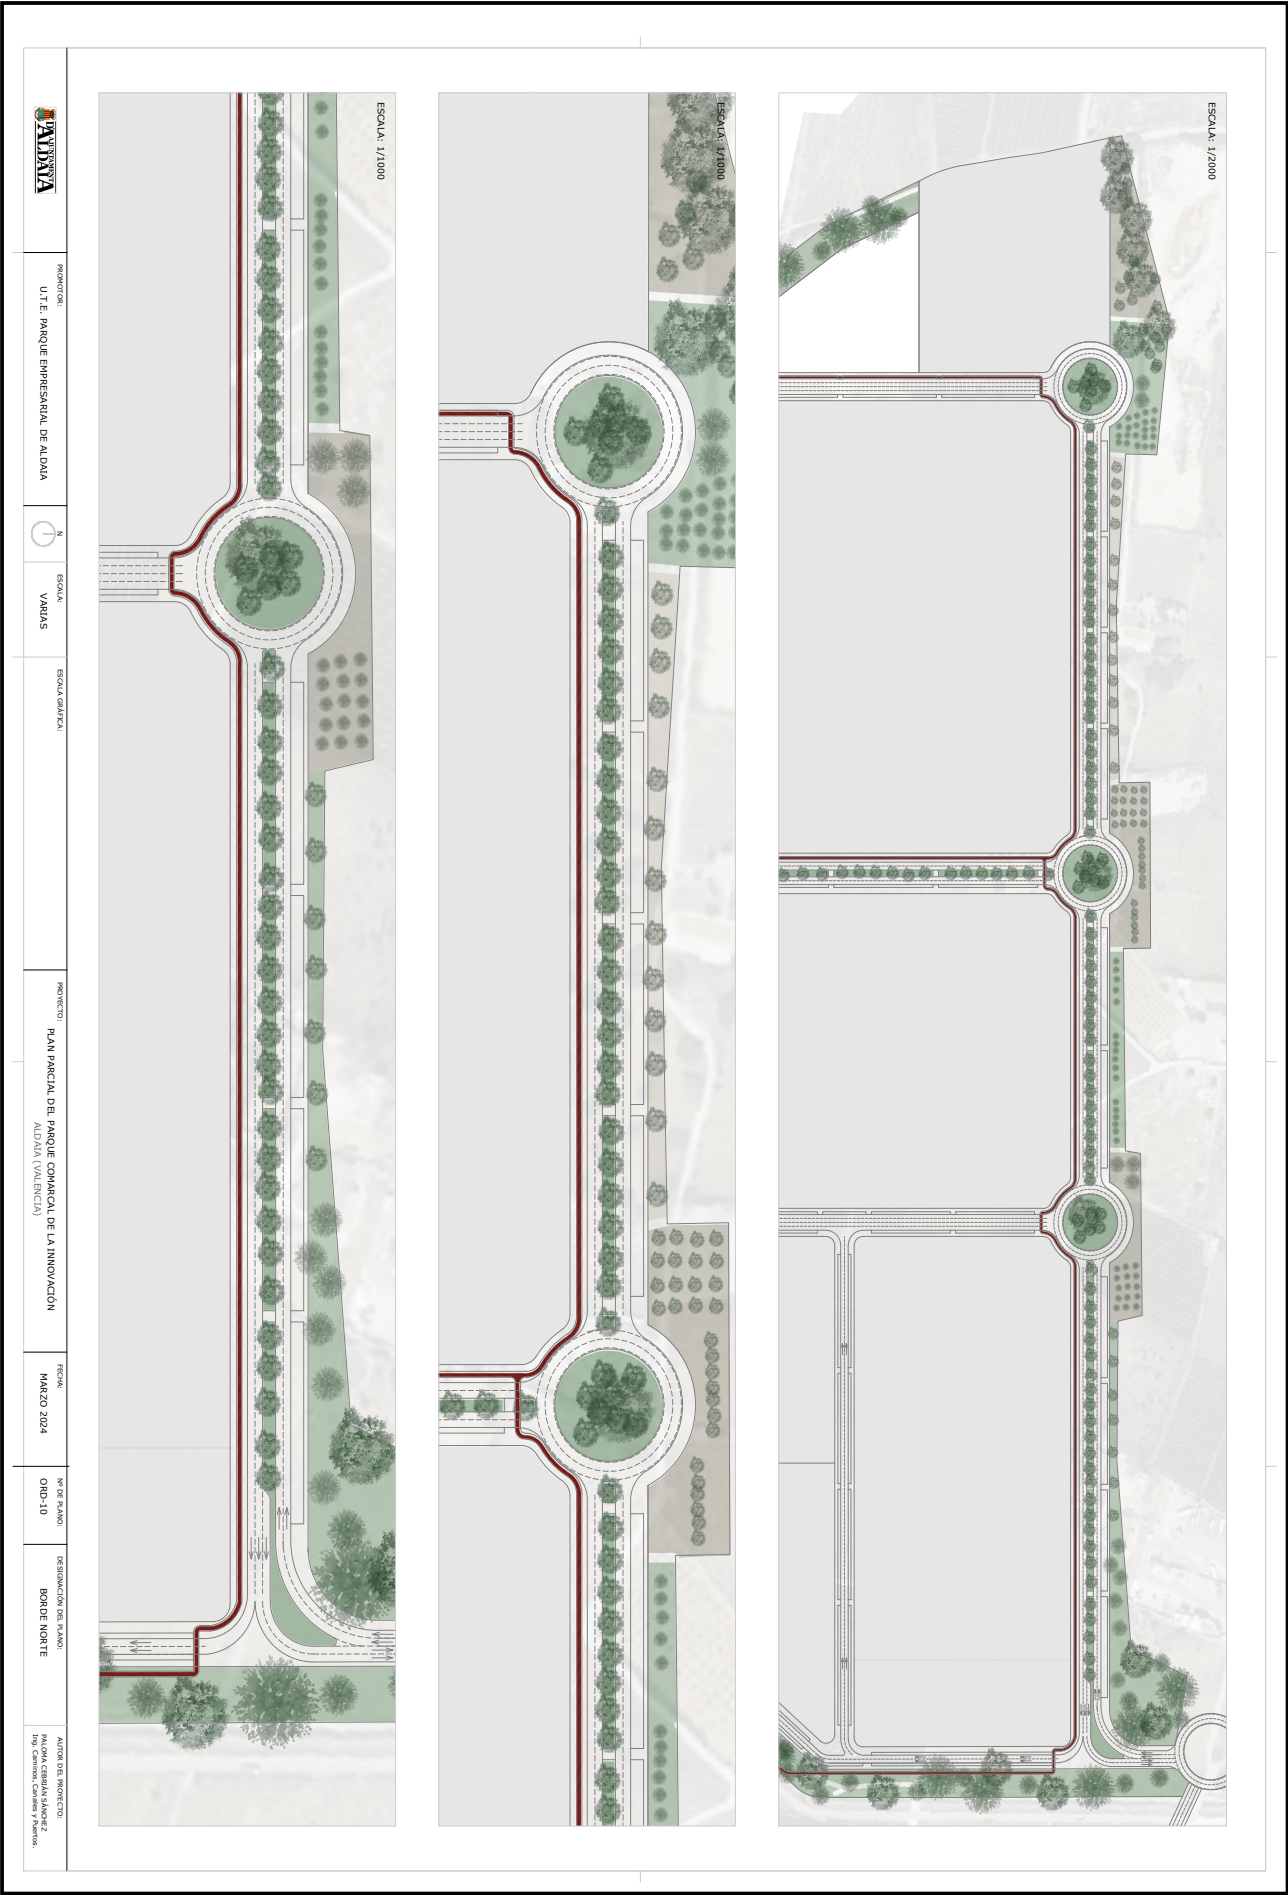 ESCALA: 1/2000
ESCALA: 1/1000
ESCALA: 1/1000
AJUNTAMENT
D'ALDAIA
PROMOTOR:
U.T.E. PARQUE EMPRESARIAL DE ALDAIA
N
ESCALA:
VARIAS
ESCALA GRÁFICA:
PROYECTO:
PLAN PARCIAL DEL PARQUE COMARCAL DE LA INNOVACIÓN
ALDAIA (VALENCIA)
FECHA:
MARZO 2024
Nº DE PLANO:
ORD-10
DESIGNACIÓN DEL PLANO:
BORDE NORTE
AUTOR DEL PROYECTO:
PALOMA CEBRIÁN SÁNCHEZ
Ing. Caminos, Canales y Puertos.